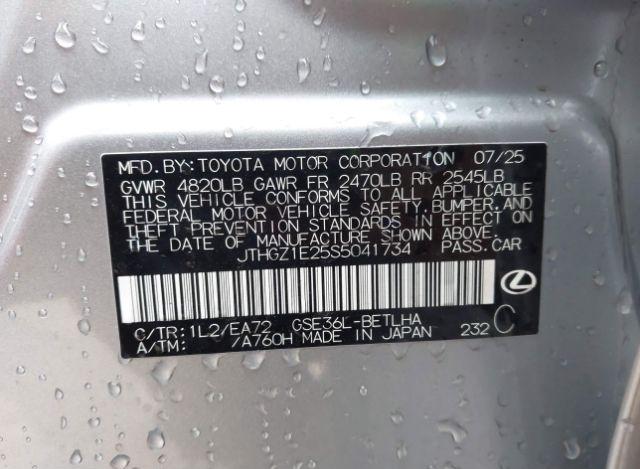 MFD. BY: TOYOTA MOTOR CORPORATION 07/25
GVWR 4820LB GAWR FR 2470LB RR 2545LB
THIS VEHICLE CONFORMS TO ALL APPLICABLE
FEDERAL MOTOR VEHICLE SAFETY, BUMPER, AND
THEFT PREVENTION STANDARDS IN EFFECT ON
THE DATE OF MANUFACTURE SHOWN ABOVE.
JTHGZ1E25S5041734 PASS.CAR
C/TR: 1L2/EA72 GSE36L-BETLHA
A/TM: /A760H MADE IN JAPAN 232 C